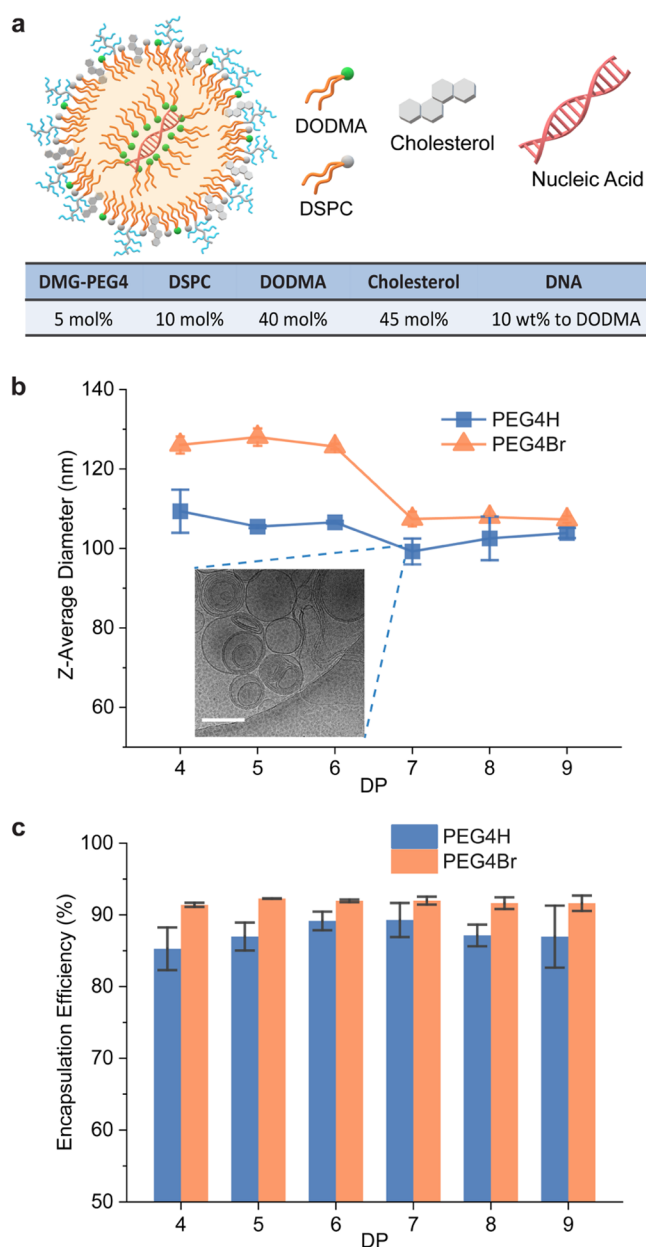 a
DODMA
DSPC
Cholesterol
Nucleic Acid
DMG-PEG4 DSPC DODMA Cholesterol DNA
5 mol% 10 mol% 40 mol% 45 mol% 10 wt% to DODMA
b
PEG4H
PEG4Br
Z-Average Diameter (nm)
140
120
100
80
60
4 5 6 7 8 9
DP
c
PEG4H
PEG4Br
Encapsulation Efficiency (%)
100
90
80
70
60
50
4 5 6 7 8 9
DP